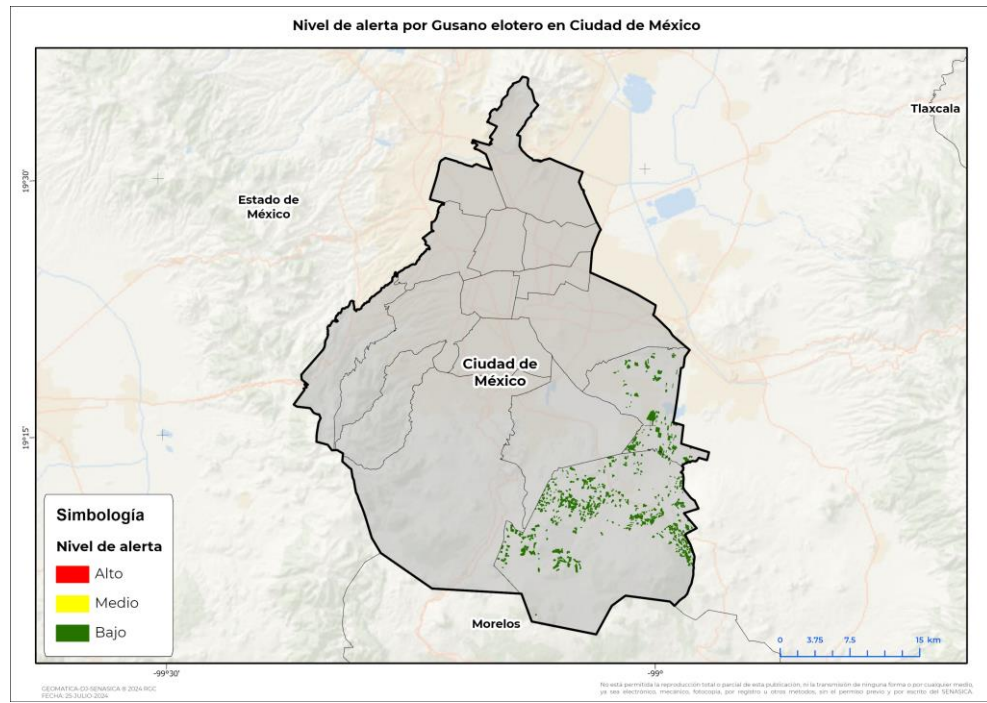 Nivel de alerta por Gusano elotero en Ciudad de México
Tlaxcala
19°30'
Estado de
México
Ciudad de
México
19°15'
Simbología
Nivel de alerta
Alto
Medio
Bajo
Morelos
0 3.75 7.5 15 km
-99°30'
-99°
GEOMATICA-DJ-SENASICA © 2024 RGC
FECHA: 25-JULIO-2024
No está permitida la reproducción total o parcial de esta publicación, ni la transmisión de ninguna forma o por cualquier medio,
ya sea electrónico, mecánico, fotocopia, por registro u otros métodos, sin el permiso previo y por escrito del SENASICA.